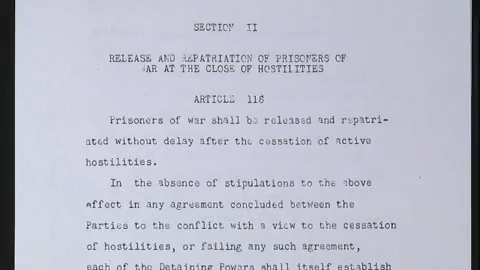 SECTION II
RELEASE AND REPATRIATION OF PRISONERS OF
WAR AT THE CLOSE OF HOSTILITIES
ARTICLE 118
Prisoners of war shall be released and repatri-
ated without delay after the cessation of active
hostilities.
In the absence of stipulations to the above
effect in any agreement concluded between the
Parties to the conflict with a view to the cessation
of hostilities, or failing any such agreement,
each of the Detaining Powers shall itself establish